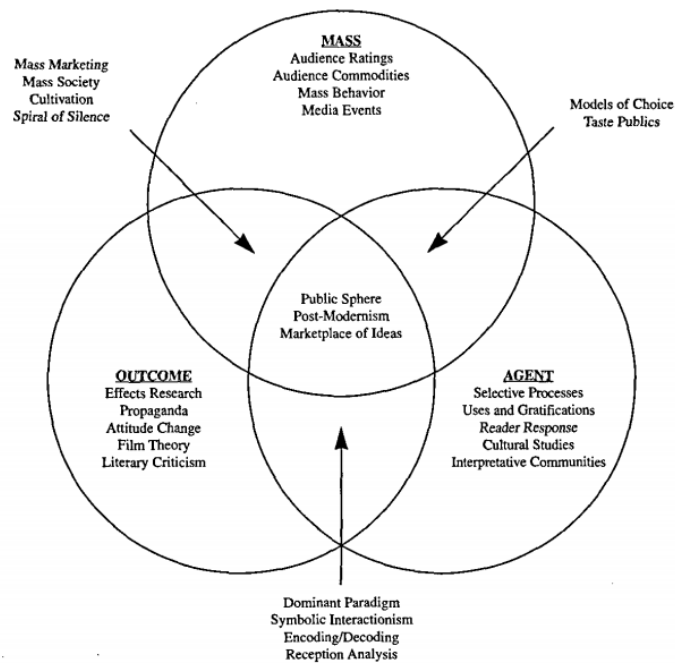 MASS
Audience Ratings
Audience Commodities
Mass Behavior
Media Events
Mass Marketing
Mass Society
Cultivation
Spiral of Silence
Models of Choice
Taste Publics
Public Sphere
Post-Modernism
Marketplace of Ideas
OUTCOME
Effects Research
Propaganda
Attitude Change
Film Theory
Literary Criticism
AGENT
Selective Processes
Uses and Gratifications
Reader Response
Cultural Studies
Interpretative Communities
Dominant Paradigm
Symbolic Interactionism
Encoding/Decoding
Reception Analysis